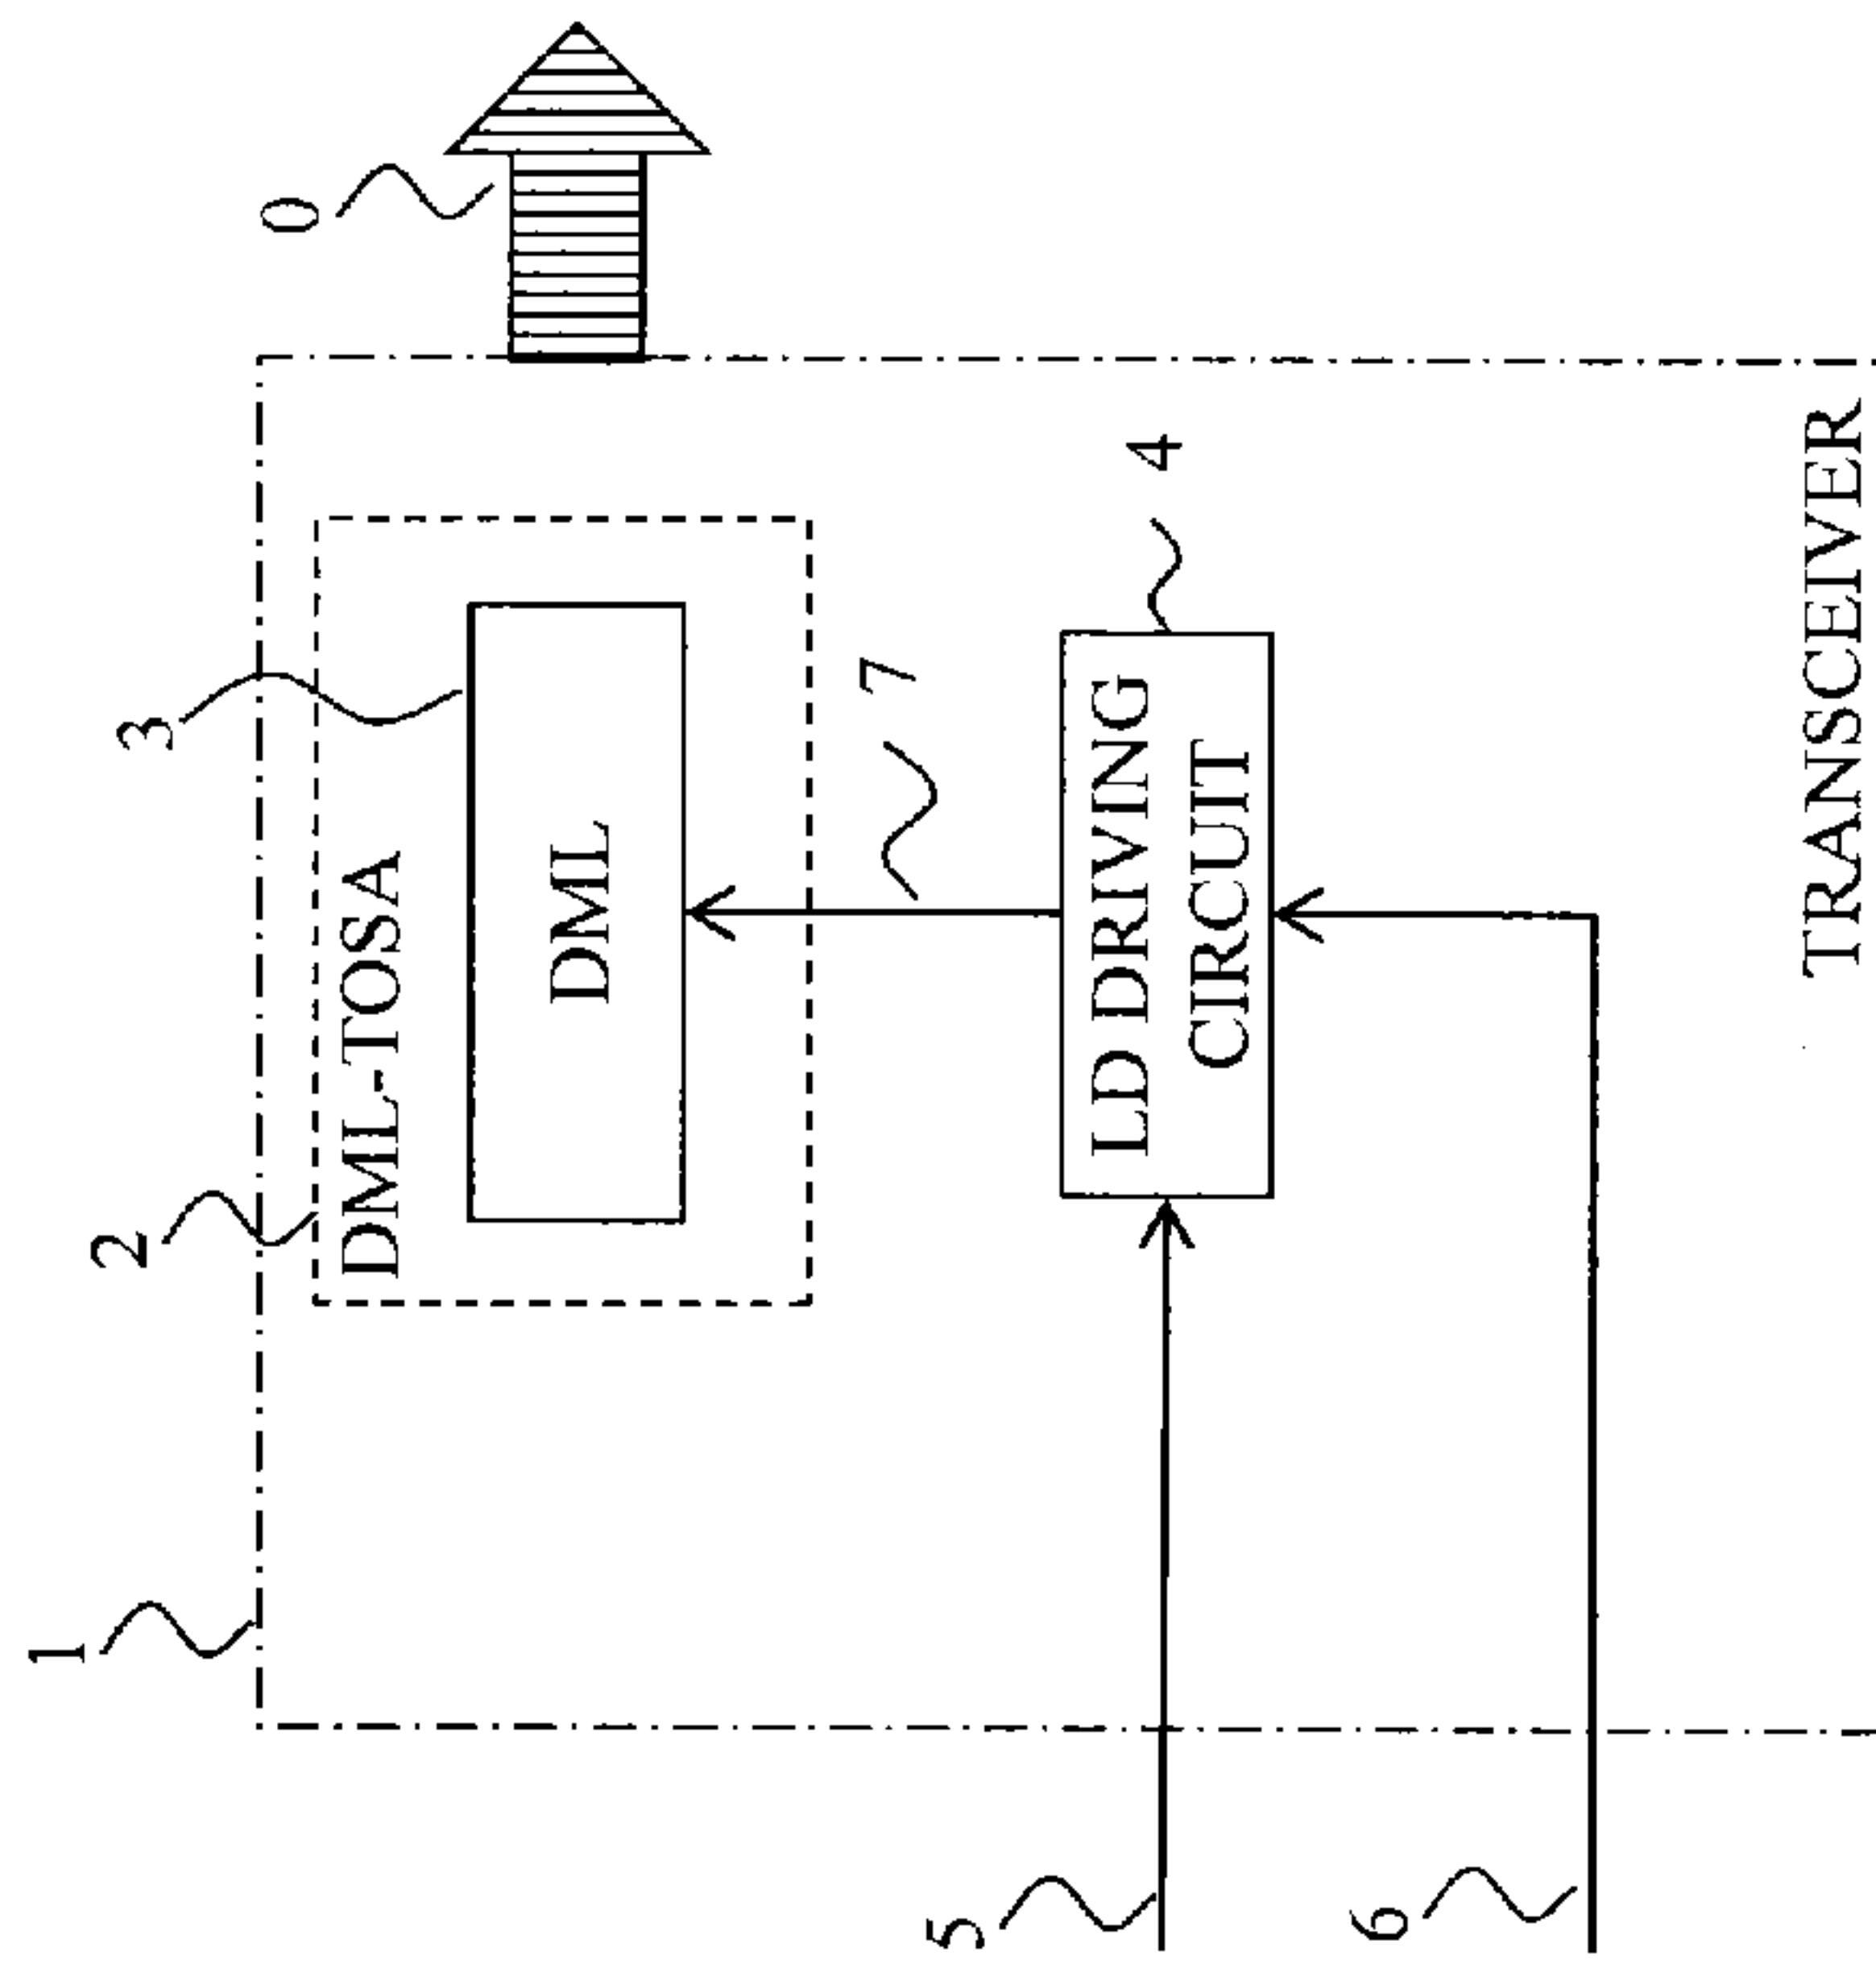 0
1
2
3
DML-TOSA
DML
7
4
LD DRIVING
CIRCUIT
5
6
TRANSCEIVER